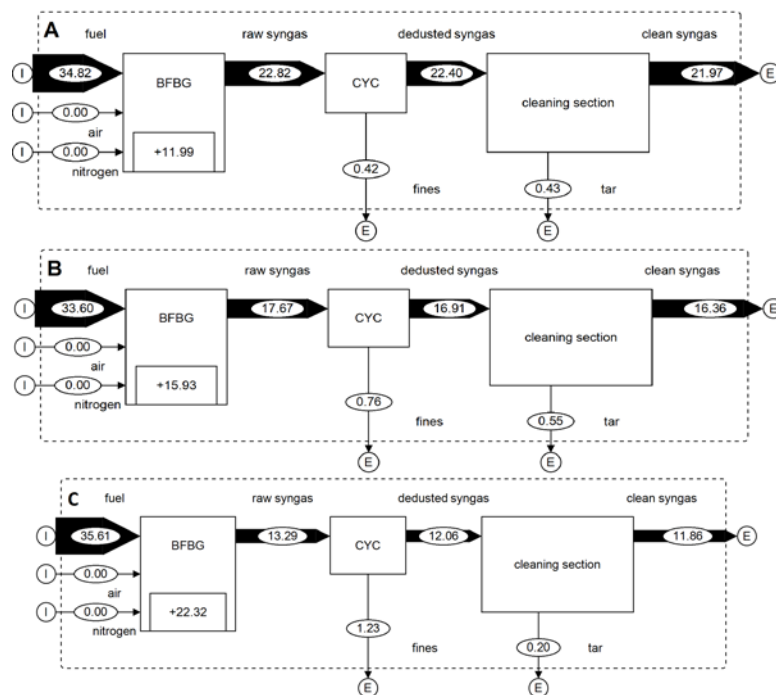 A
fuel
raw syngas
dedusted syngas
clean syngas
I
34.82
BFBG
22.82
CYC
22.40
cleaning section
21.97
E
I
0.00
air
I
0.00
nitrogen
+11.99
0.42
fines
0.43
tar
E
E
B
fuel
raw syngas
dedusted syngas
clean syngas
I
33.60
BFBG
17.67
CYC
16.91
cleaning section
16.36
E
I
0.00
air
I
0.00
nitrogen
+15.93
0.76
fines
0.55
tar
E
E
C
fuel
raw syngas
dedusted syngas
clean syngas
I
35.61
BFBG
13.29
CYC
12.06
cleaning section
11.86
E
I
0.00
air
I
0.00
nitrogen
+22.32
1.23
fines
0.20
tar
E
E